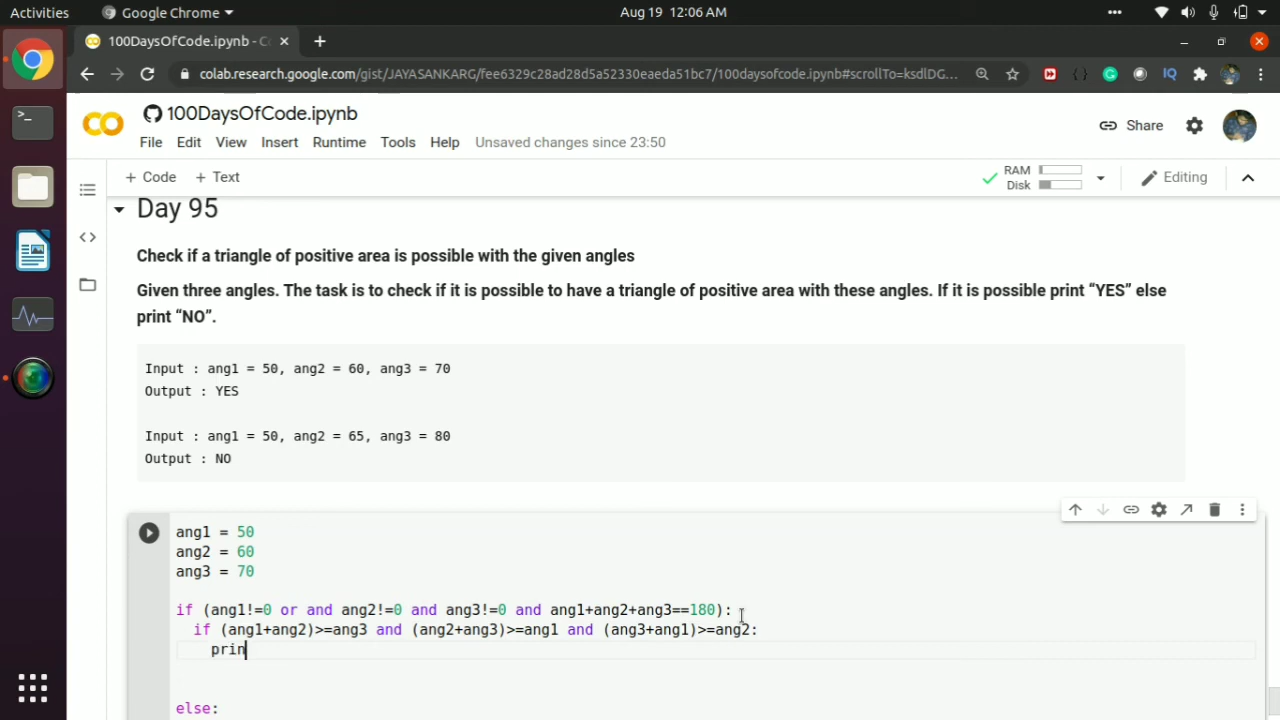 Activities Google Chrome Aug 19 12:06 AM
100DaysOfCode.ipynb - C
colab.research.google.com/gist/JAYASANKARG/fee6329c28ad28d5a52330eaeda51bc7/100daysofcode.ipynb#scrollTo=ksdlDG...
IQ
100DaysOfCode.ipynb
Share
File Edit View Insert Runtime Tools Help Unsaved changes since 23:50
+ Code + Text
RAM
Disk
Editing
Day 95
Check if a triangle of positive area is possible with the given angles
Given three angles. The task is to check if it is possible to have a triangle of positive area with these angles. If it is possible print “YES” else
print “NO”.
Input : ang1 = 50, ang2 = 60, ang3 = 70
Output : YES
Input : ang1 = 50, ang2 = 65, ang3 = 80
Output : NO
ang1 = 50
ang2 = 60
ang3 = 70
if (ang1!=0 or and ang2!=0 and ang3!=0 and ang1+ang2+ang3==180):
if (ang1+ang2)>=ang3 and (ang2+ang3)>=ang1 and (ang3+ang1)>=ang2:
prin
else: